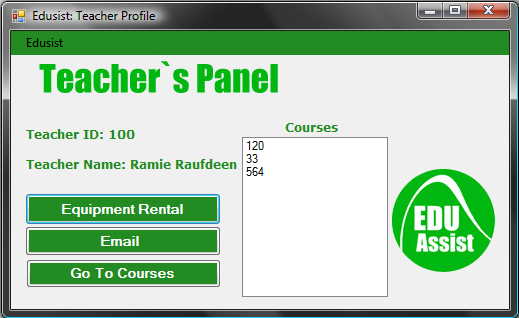 Edusist: Teacher Profile
Edusist
Teacher`s Panel
Teacher ID: 100
Teacher Name: Ramie Raufdeen
Equipment Rental
Email
Go To Courses
Courses
120
33
564
EDU
Assist